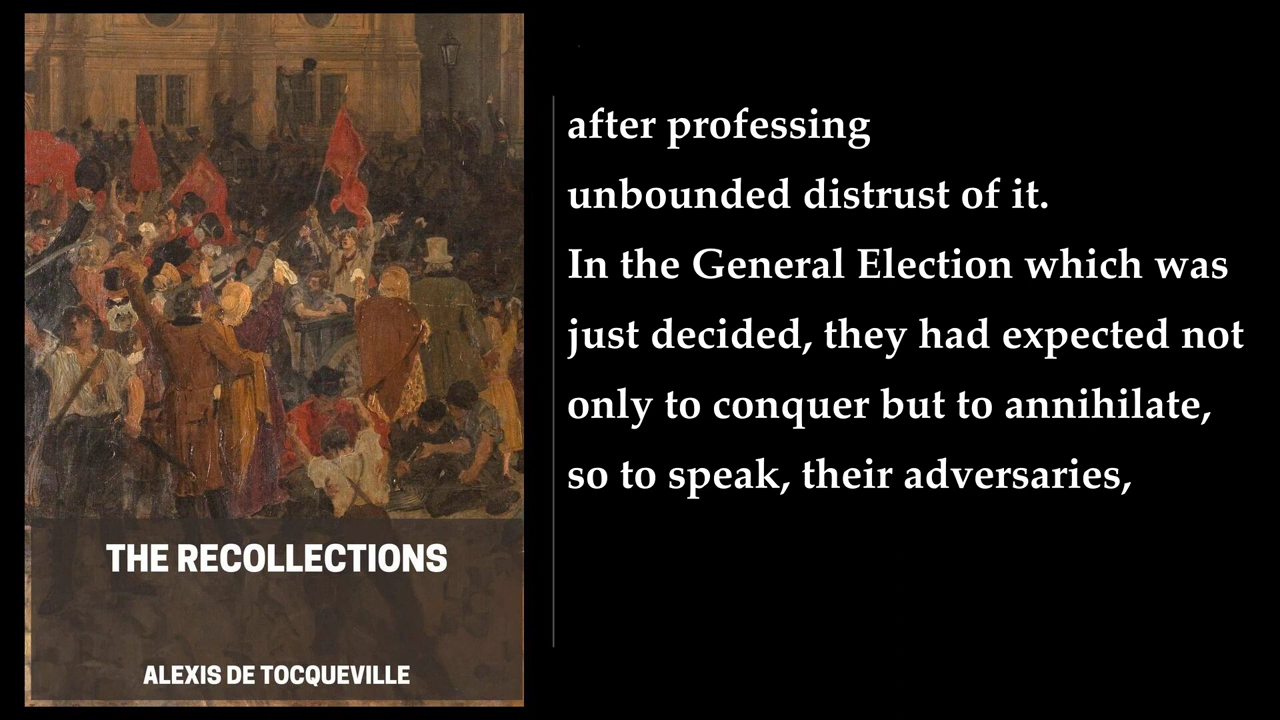 THE RECOLLECTIONS
ALEXIS DE TOCQUEVILLE
after professing
unbounded distrust of it.
In the General Election which was
just decided, they had expected not
only to conquer but to annihilate,
so to speak, their adversaries,